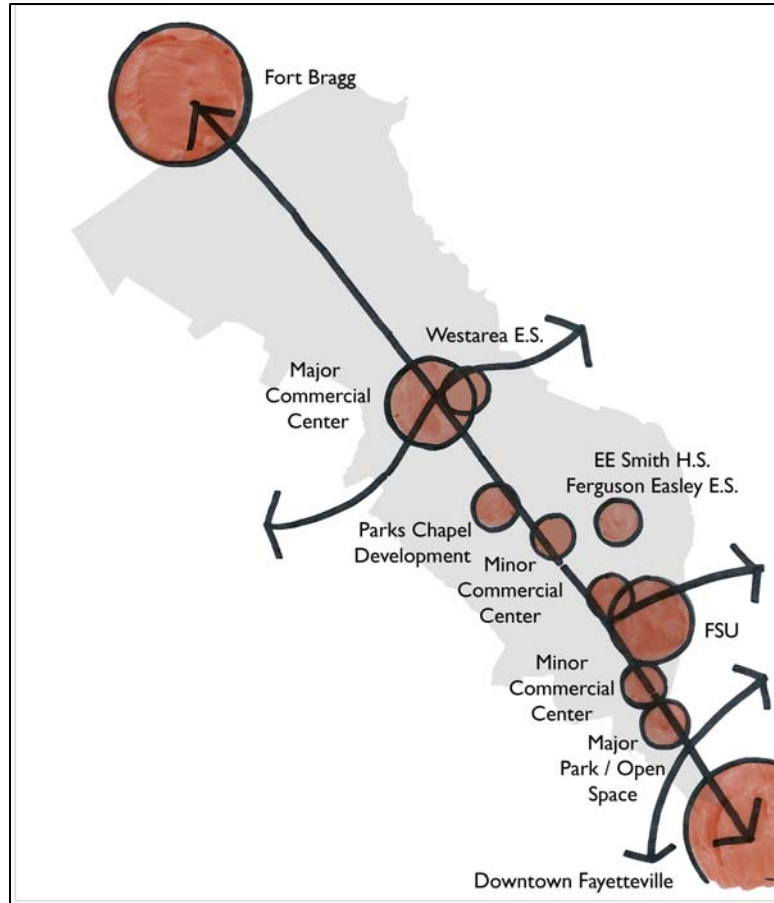 Fort Bragg
Westarea E.S.
Major
Commercial
Center
EE Smith H.S.
Ferguson Easley E.S.
Parks Chapel
Development
Minor
Commercial
Center
FSU
Minor
Commercial
Center
Major
Park / Open
Space
Downtown Fayetteville